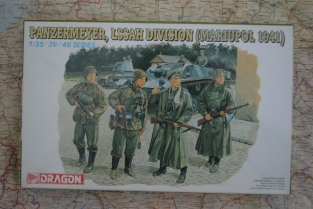 PANZERMEYER, LSSAH DIVISION (MARIUPOL 1941)
1:35 '39-'45 SERIES
DRAGON